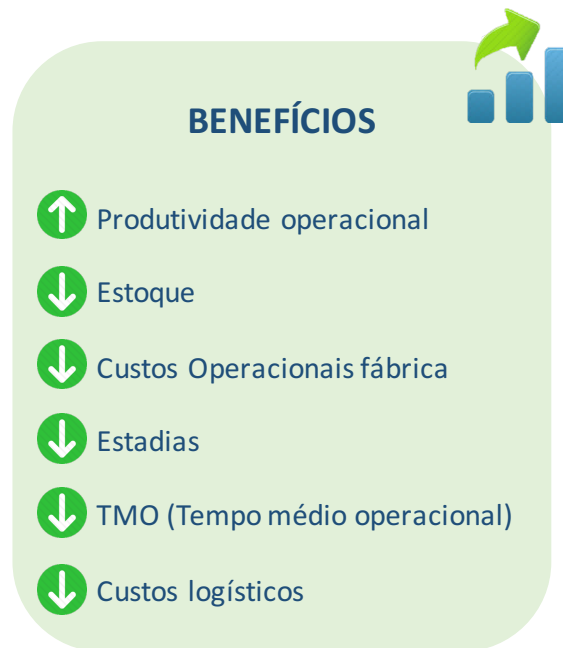 BENEFÍCIOS
Produtividade operacional
Estoque
Custos Operacionais fábrica
Estadias
TMO (Tempo médio operacional)
Custos logísticos